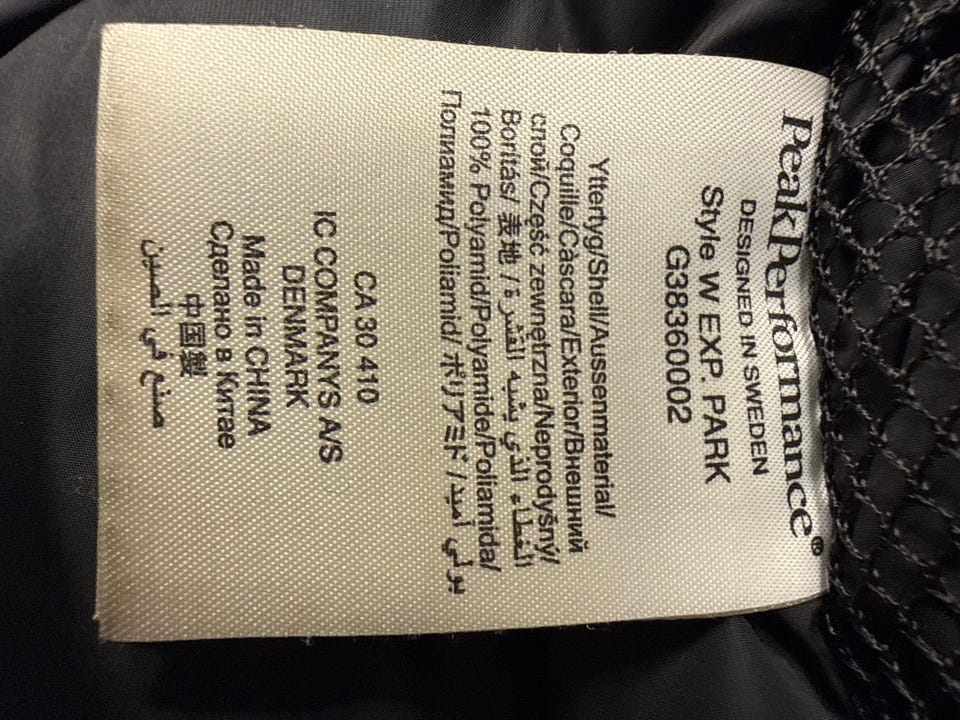 PeakPerformance®
DESIGNED IN SWEDEN
Style W EXP. PARK
G38360002
Yttertyg/Shell/Aussenmaterial/
Coquille/Càscara/Exterior/Внешний
слой/Część zewnętrzna/Neprodyšný/
Borítás/ 表地 / الغطاء الذي يشبه القشرة
100% Polyamid/Polyamide/Poliamida/
Полиамид/Poliamid/ ポリアミド / بولي أميد
CA 30 410
IC COMPANYS A/S
DENMARK
Made in CHINA
Сделано в Китае
中国製
صنع في الصين